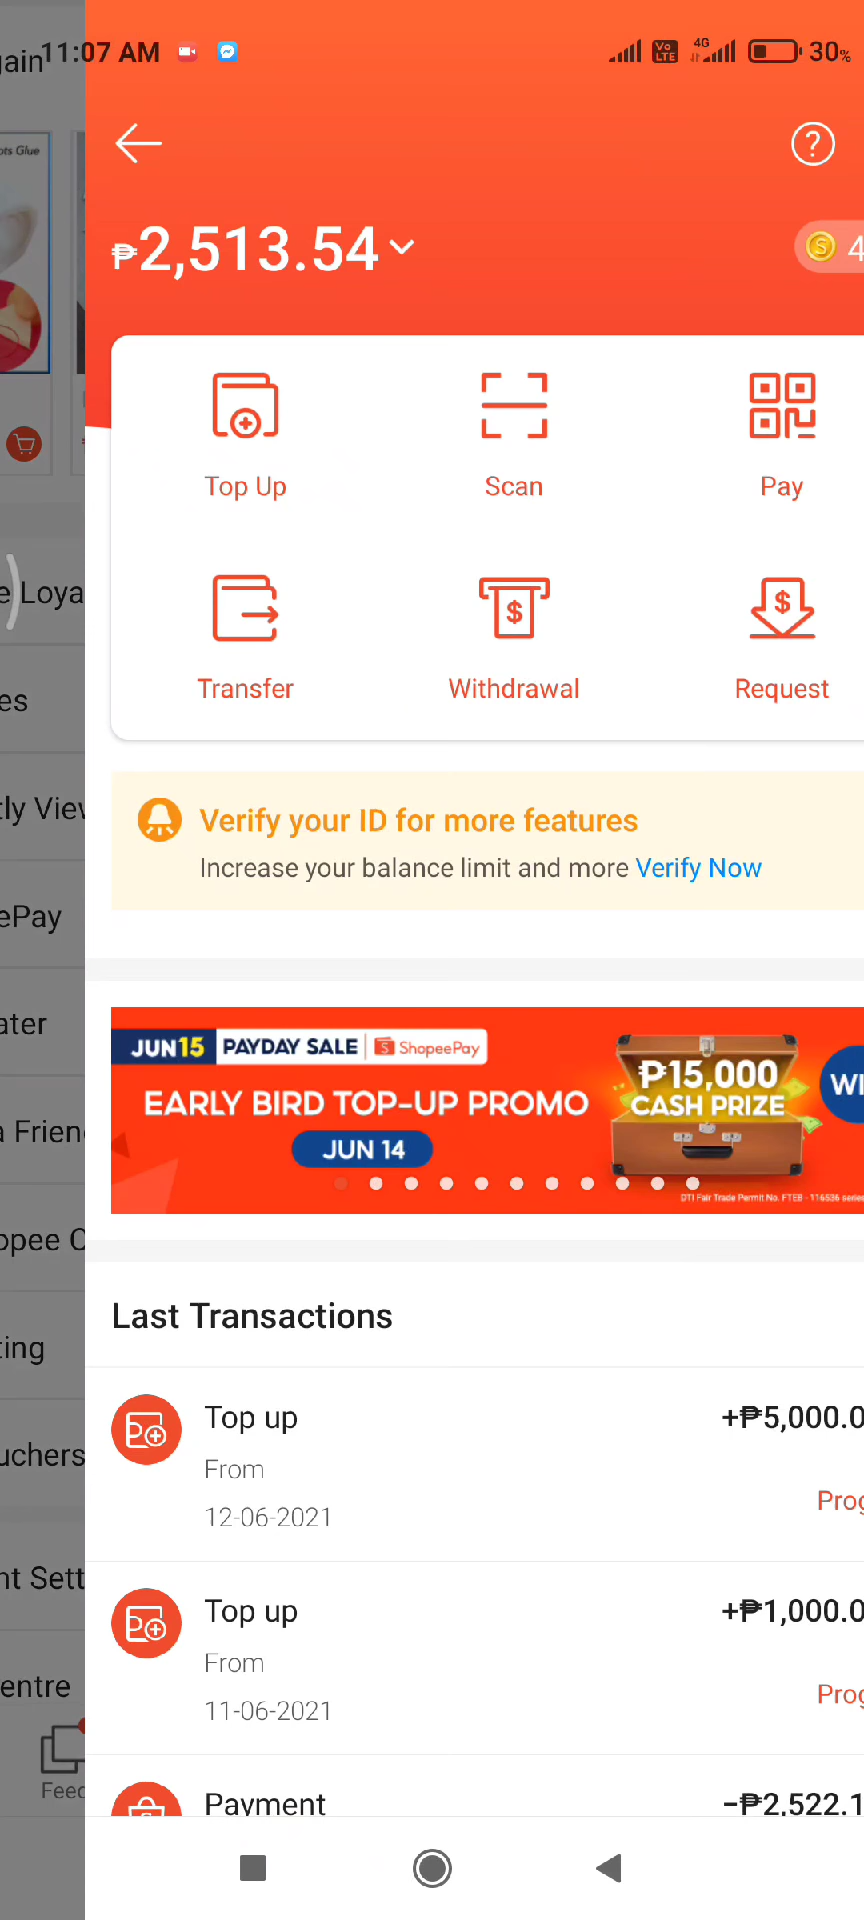 11:07 AM
4G
Vo
LTE
30%
ots Glue
₱2,513.54
S 4
Top Up
Scan
Pay
Loya
Transfer
Withdrawal
Request
es
Verify your ID for more features
Increase your balance limit and more Verify Now
ePay
ater
JUN15 PAYDAY SALE | ShopeePay
EARLY BIRD TOP-UP PROMO
JUN 14
₱15,000
CASH PRIZE
WI
DTI Fair Trade Permit No. FTEB - 116536 series
a Frien
opee C
Last Transactions
ting
Top up
+₱5,000.0
From
Prog
12-06-2021
uchers
nt Sett
Top up
+₱1,000.0
From
Prog
11-06-2021
entre
Feed
Payment
−₱2,522.1